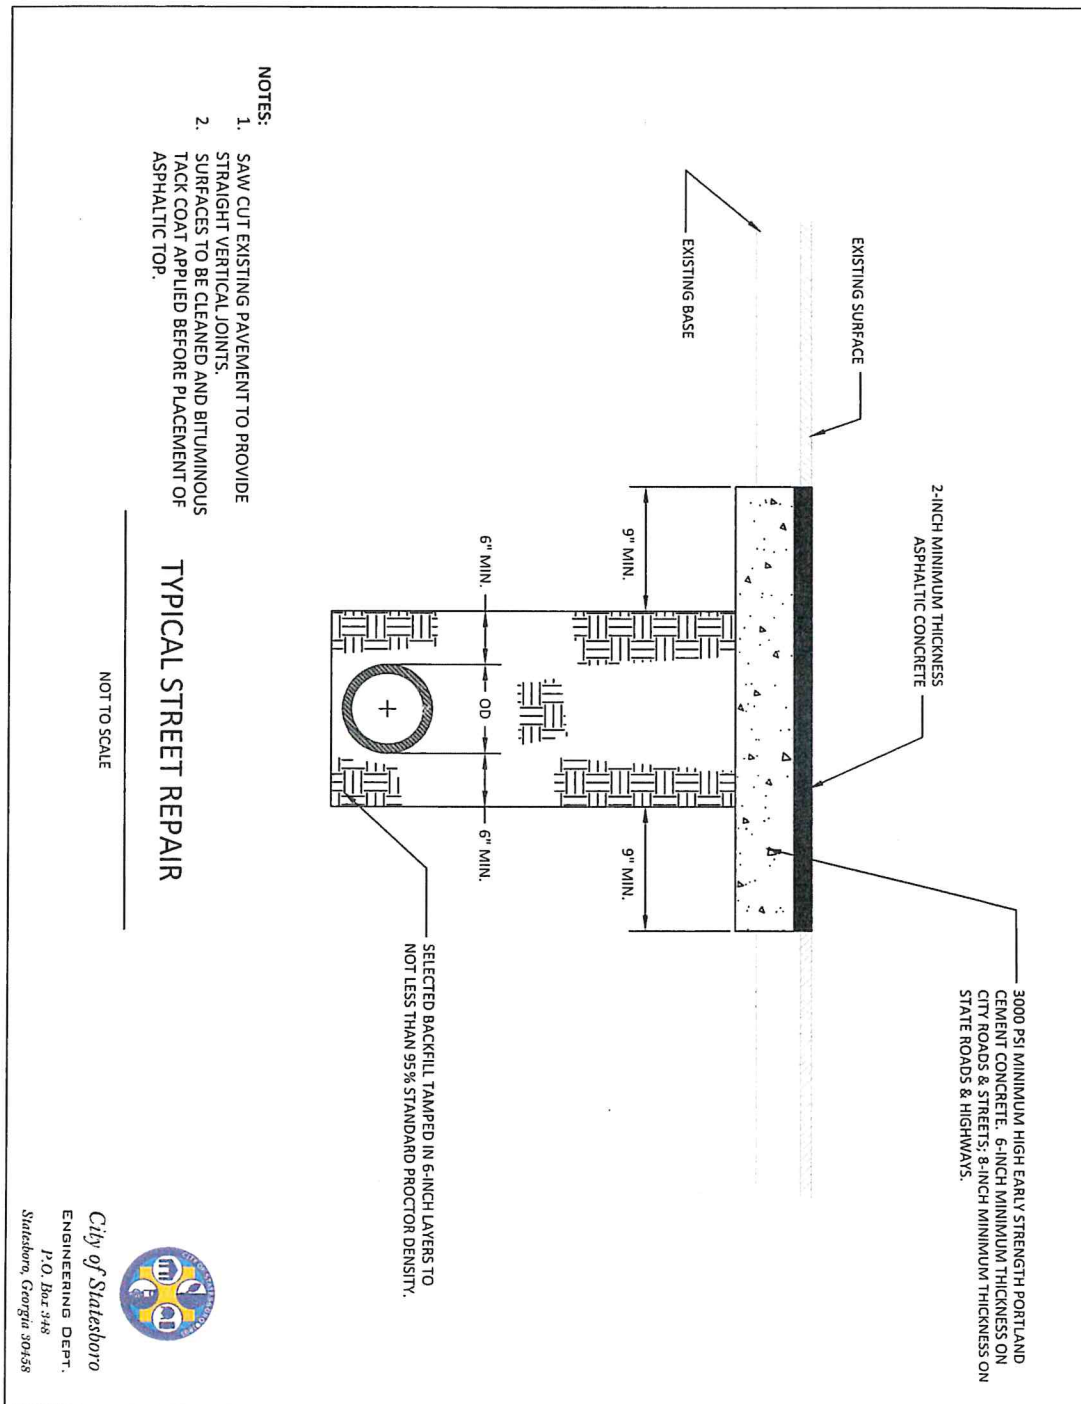 3000 PSI MINIMUM HIGH EARLY STRENGTH PORTLAND
CEMENT CONCRETE. 6-INCH MINIMUM THICKNESS ON
CITY ROADS & STREETS; 8-INCH MINIMUM THICKNESS ON
STATE ROADS & HIGHWAYS.
2-INCH MINIMUM THICKNESS
ASPHALTIC CONCRETE
EXISTING SURFACE
EXISTING BASE
9" MIN.
9" MIN.
6" MIN.
OD
6" MIN.
SELECTED BACKFILL TAMPED IN 6-INCH LAYERS TO
NOT LESS THAN 95% STANDARD PROCTOR DENSITY.
NOTES:
1. SAW CUT EXISTING PAVEMENT TO PROVIDE
STRAIGHT VERTICAL JOINTS.
2. SURFACES TO BE CLEANED AND BITUMINOUS
TACK COAT APPLIED BEFORE PLACEMENT OF
ASPHALTIC TOP.
TYPICAL STREET REPAIR
NOT TO SCALE
City of Statesboro
ENGINEERING DEPT.
P.O. Box 348
Statesboro, Georgia 30458